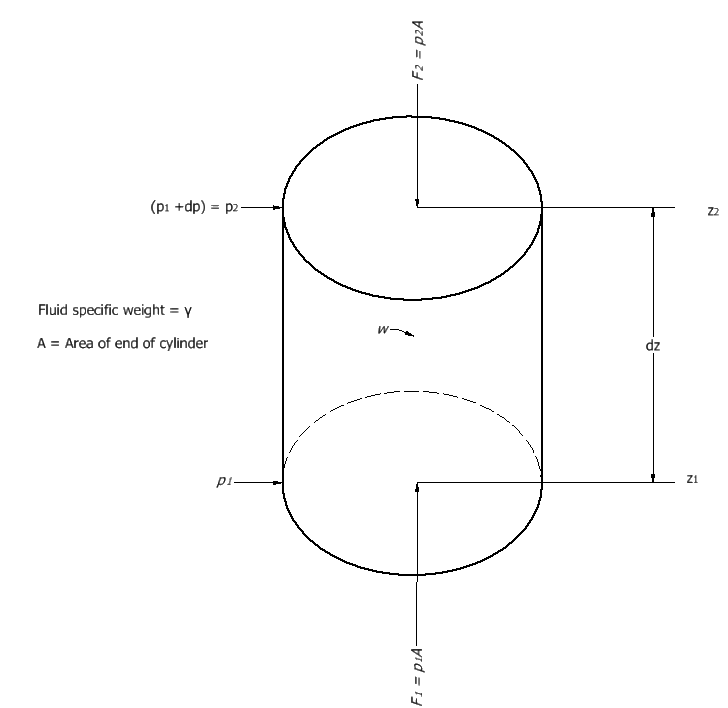 F2 = p2A
(p1 +dp) = p2
z2
Fluid specific weight = γ
w
A = Area of end of cylinder
dz
p1
z1
F1 = p1A